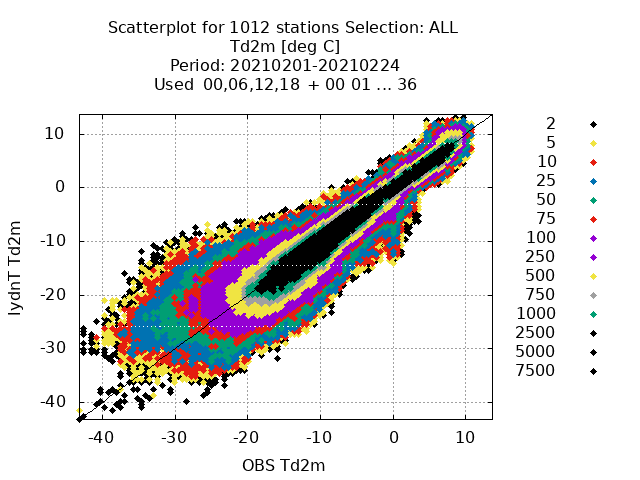 Scatterplot for 1012 stations Selection: ALL
Td2m [deg C]
Period: 20210201-20210224
Used 00,06,12,18 + 00 01 ... 36
10
0
-10
-20
-30
-40
lydnT Td2m
-40 -30 -20 -10 0 10
OBS Td2m
2
5
10
25
50
75
100
250
500
750
1000
2500
5000
7500